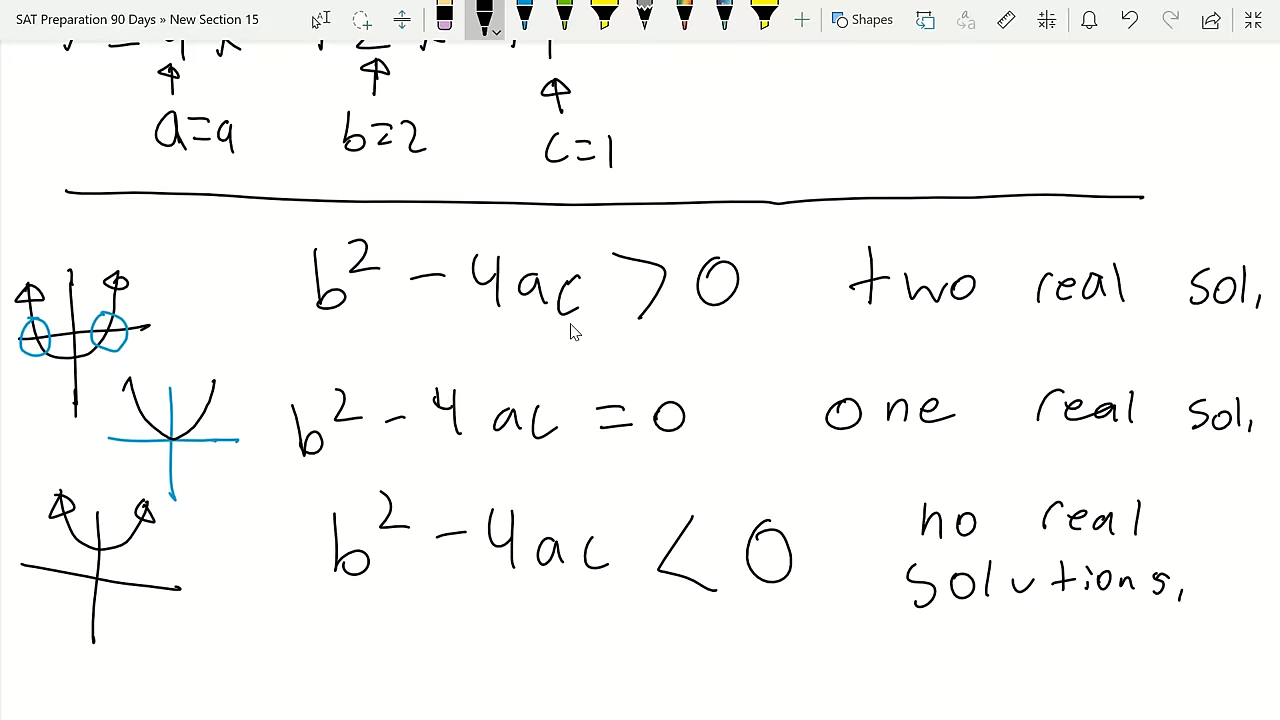 SAT Preparation 90 Days » New Section 15
Shapes
a=9 b=2 c=1
b² - 4ac > 0 two real sol.
b² - 4ac = 0 one real sol.
b² - 4ac < 0 no real
solutions.